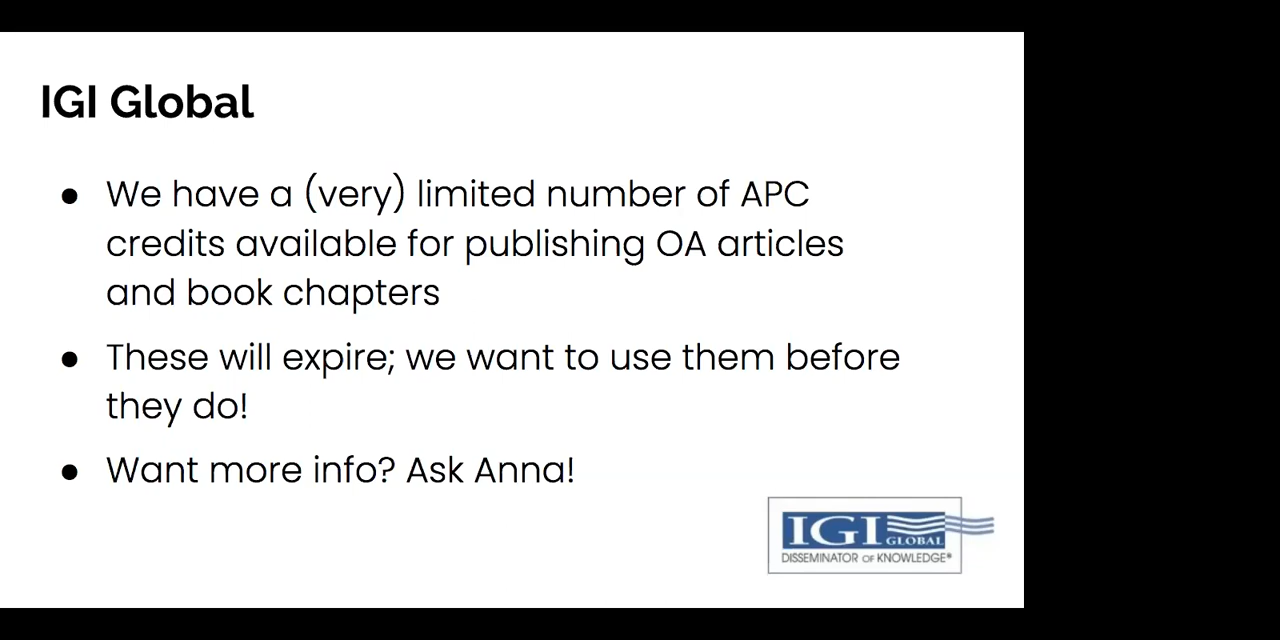 IGI Global
● We have a (very) limited number of APC
credits available for publishing OA articles
and book chapters
● These will expire; we want to use them before
they do!
● Want more info? Ask Anna!
IGI GLOBAL
DISSEMINATOR OF KNOWLEDGE®